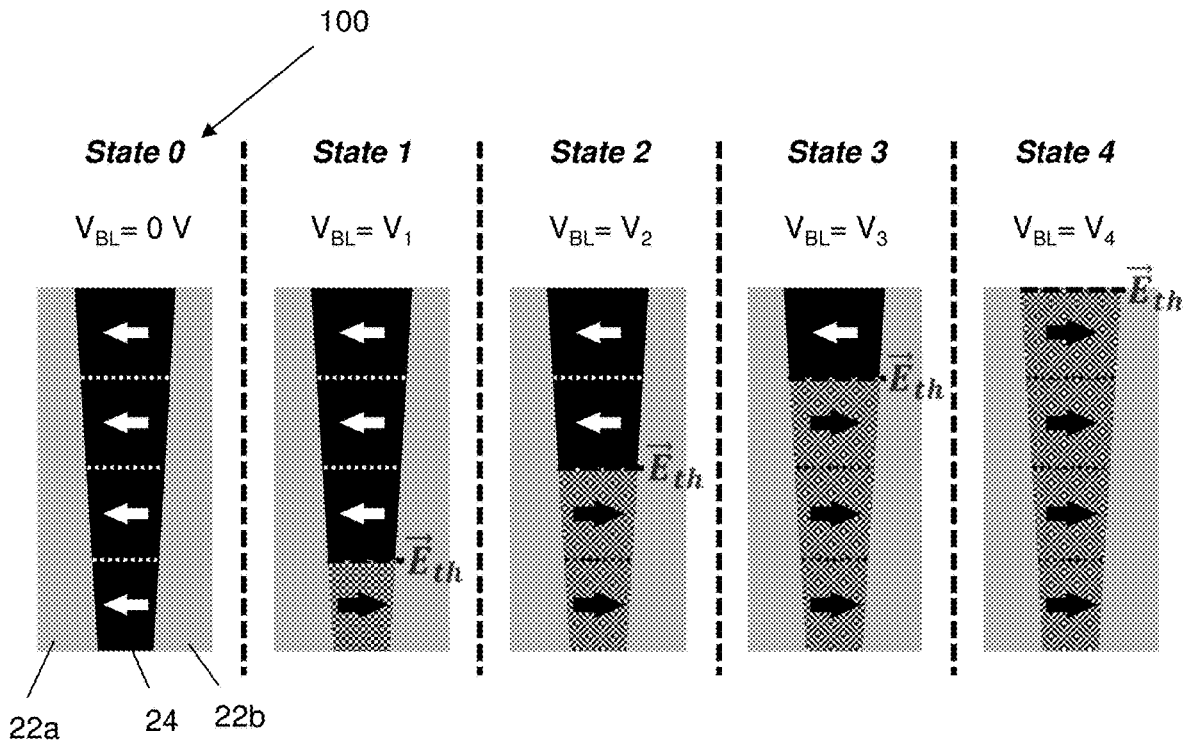 100
State 0 State 1 State 2 State 3 State 4
V_BL= 0 V V_BL= V_1 V_BL= V_2 V_BL= V_3 V_BL= V_4
E_th
E_th
E_th
E_th
22a 24 22b